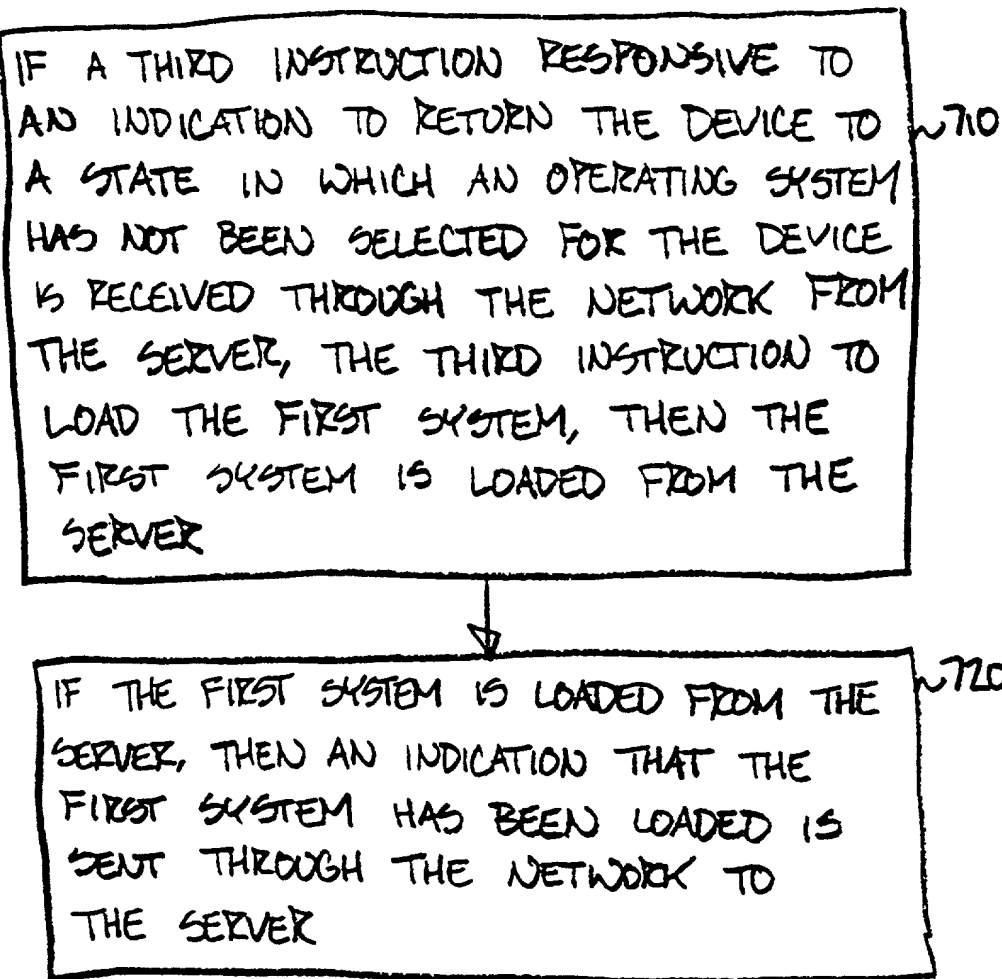 IF A THIRD INSTRUCTION RESPONSIVE TO
AN INDICATION TO RETURN THE DEVICE TO
A STATE IN WHICH AN OPERATING SYSTEM
HAS NOT BEEN SELECTED FOR THE DEVICE
IS RECEIVED THROUGH THE NETWORK FROM
THE SERVER, THE THIRD INSTRUCTION TO
LOAD THE FIRST SYSTEM, THEN THE
FIRST SYSTEM IS LOADED FROM THE
SERVER
710
IF THE FIRST SYSTEM IS LOADED FROM THE
SERVER, THEN AN INDICATION THAT THE
FIRST SYSTEM HAS BEEN LOADED IS
SENT THROUGH THE NETWORK TO
THE SERVER
720